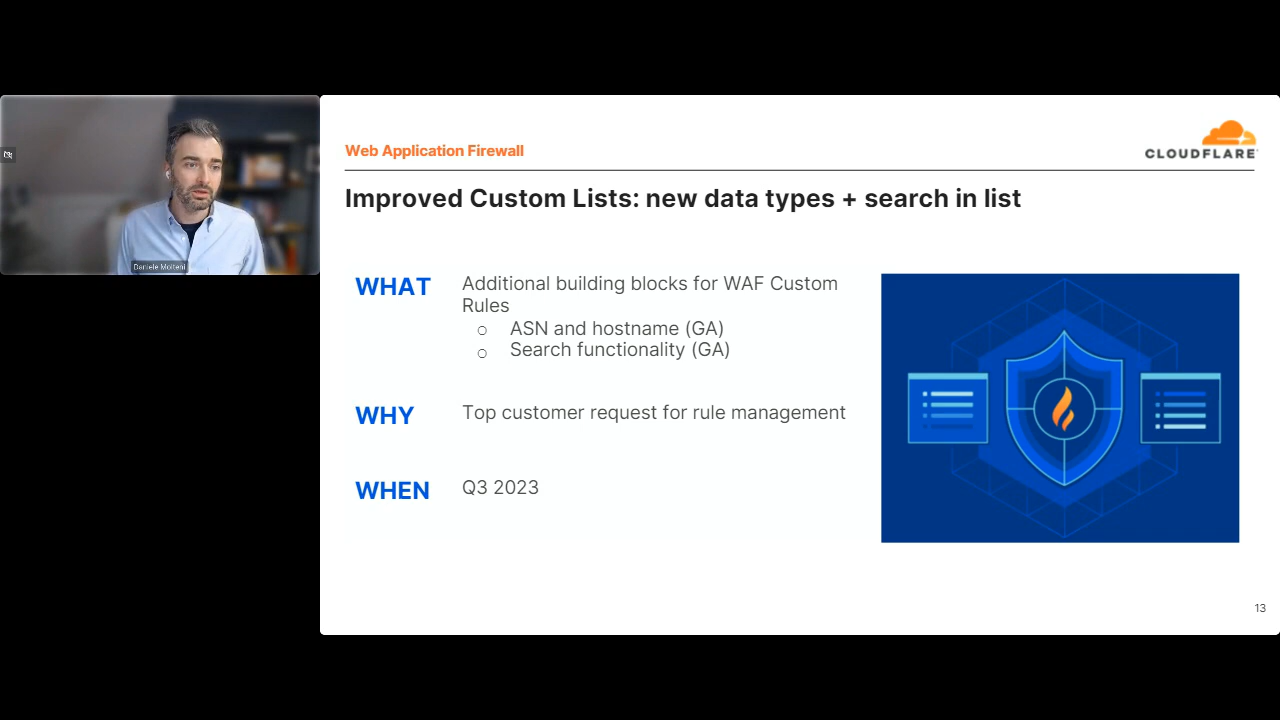 Daniele Molteni
Web Application Firewall
CLOUDFLARE
Improved Custom Lists: new data types + search in list
WHAT
Additional building blocks for WAF Custom
Rules
○ ASN and hostname (GA)
○ Search functionality (GA)
WHY
Top customer request for rule management
WHEN
Q3 2023
13